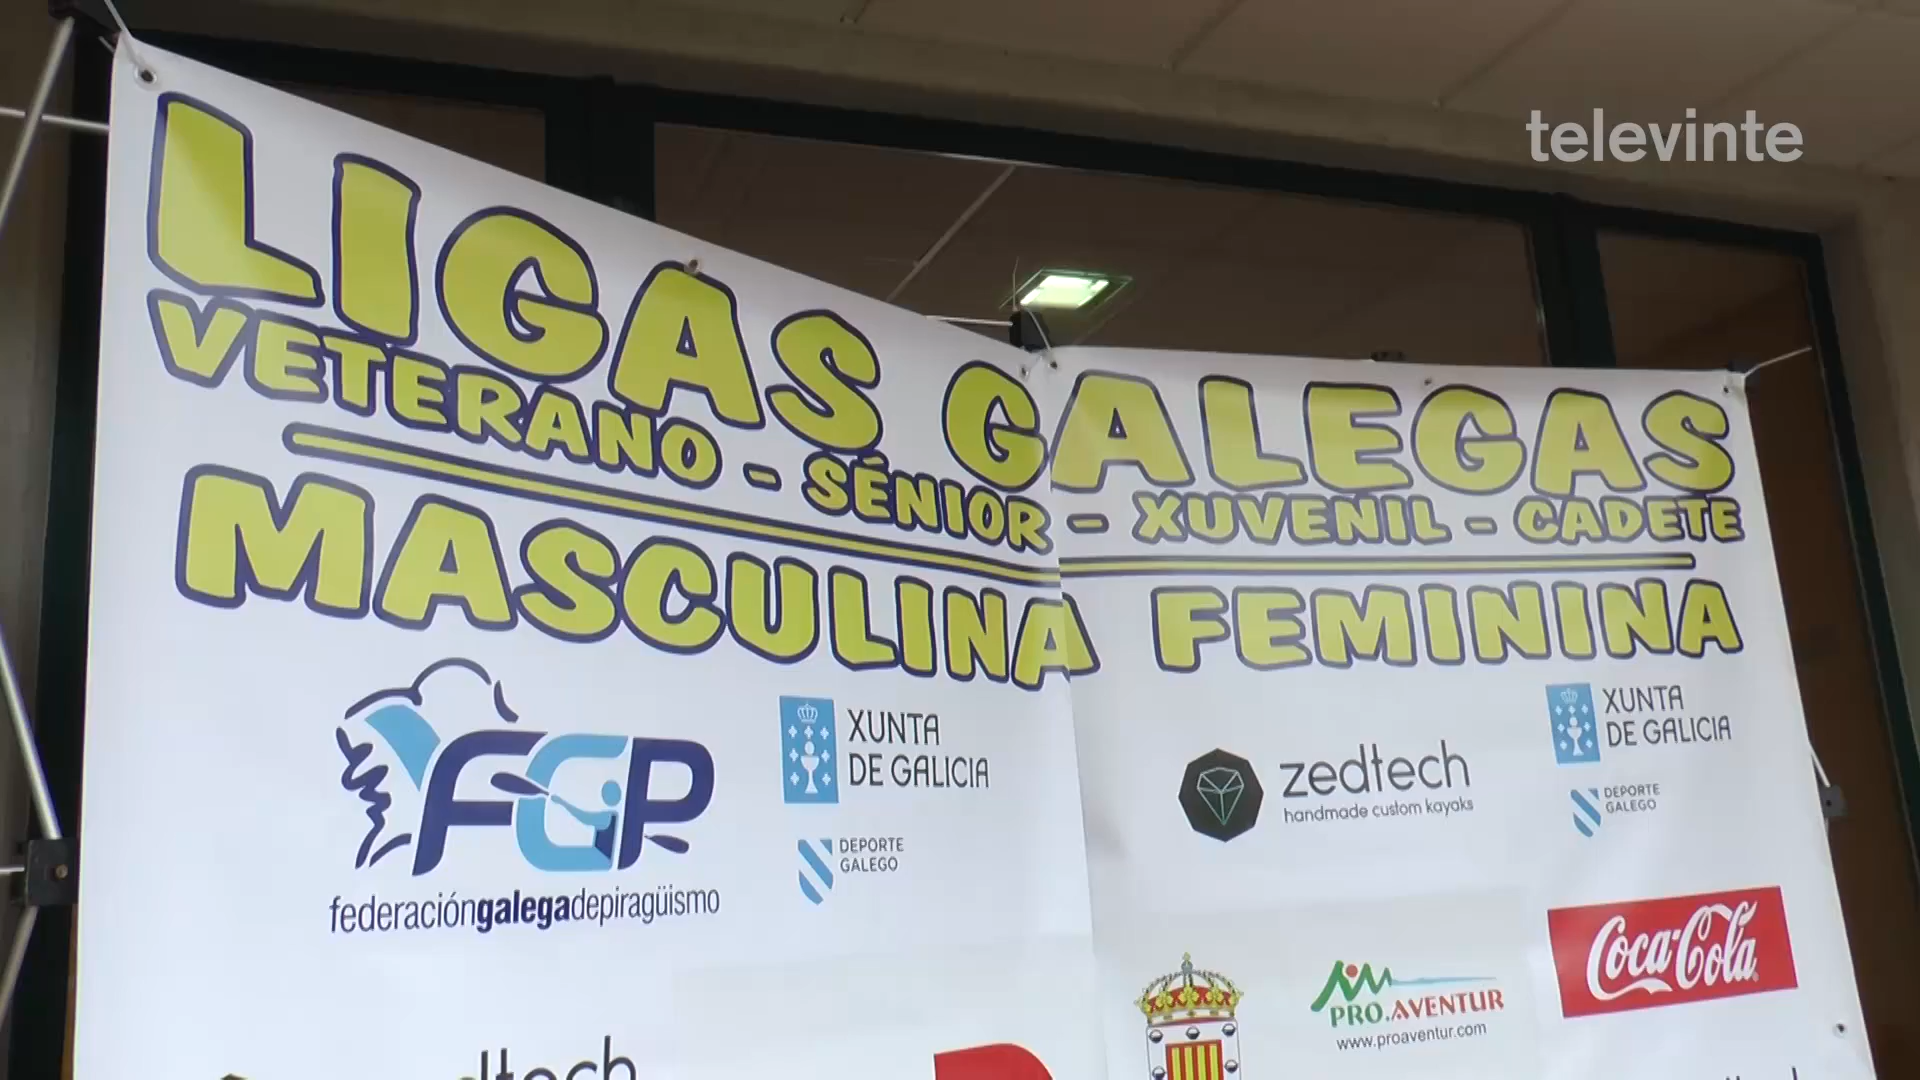 televinte
LIGAS GALEGAS
VETERANO - SÉNIOR - XUVENIL - CADETE
MASCULINA FEMININA
FGP
federacióngalegadepiragüismo
XUNTA
DE GALICIA
DEPORTE
GALEGO
zedtech
handmade custom kayaks
XUNTA
DE GALICIA
DEPORTE
GALEGO
PRO.AVENTUR
www.proaventur.com
Coca-Cola